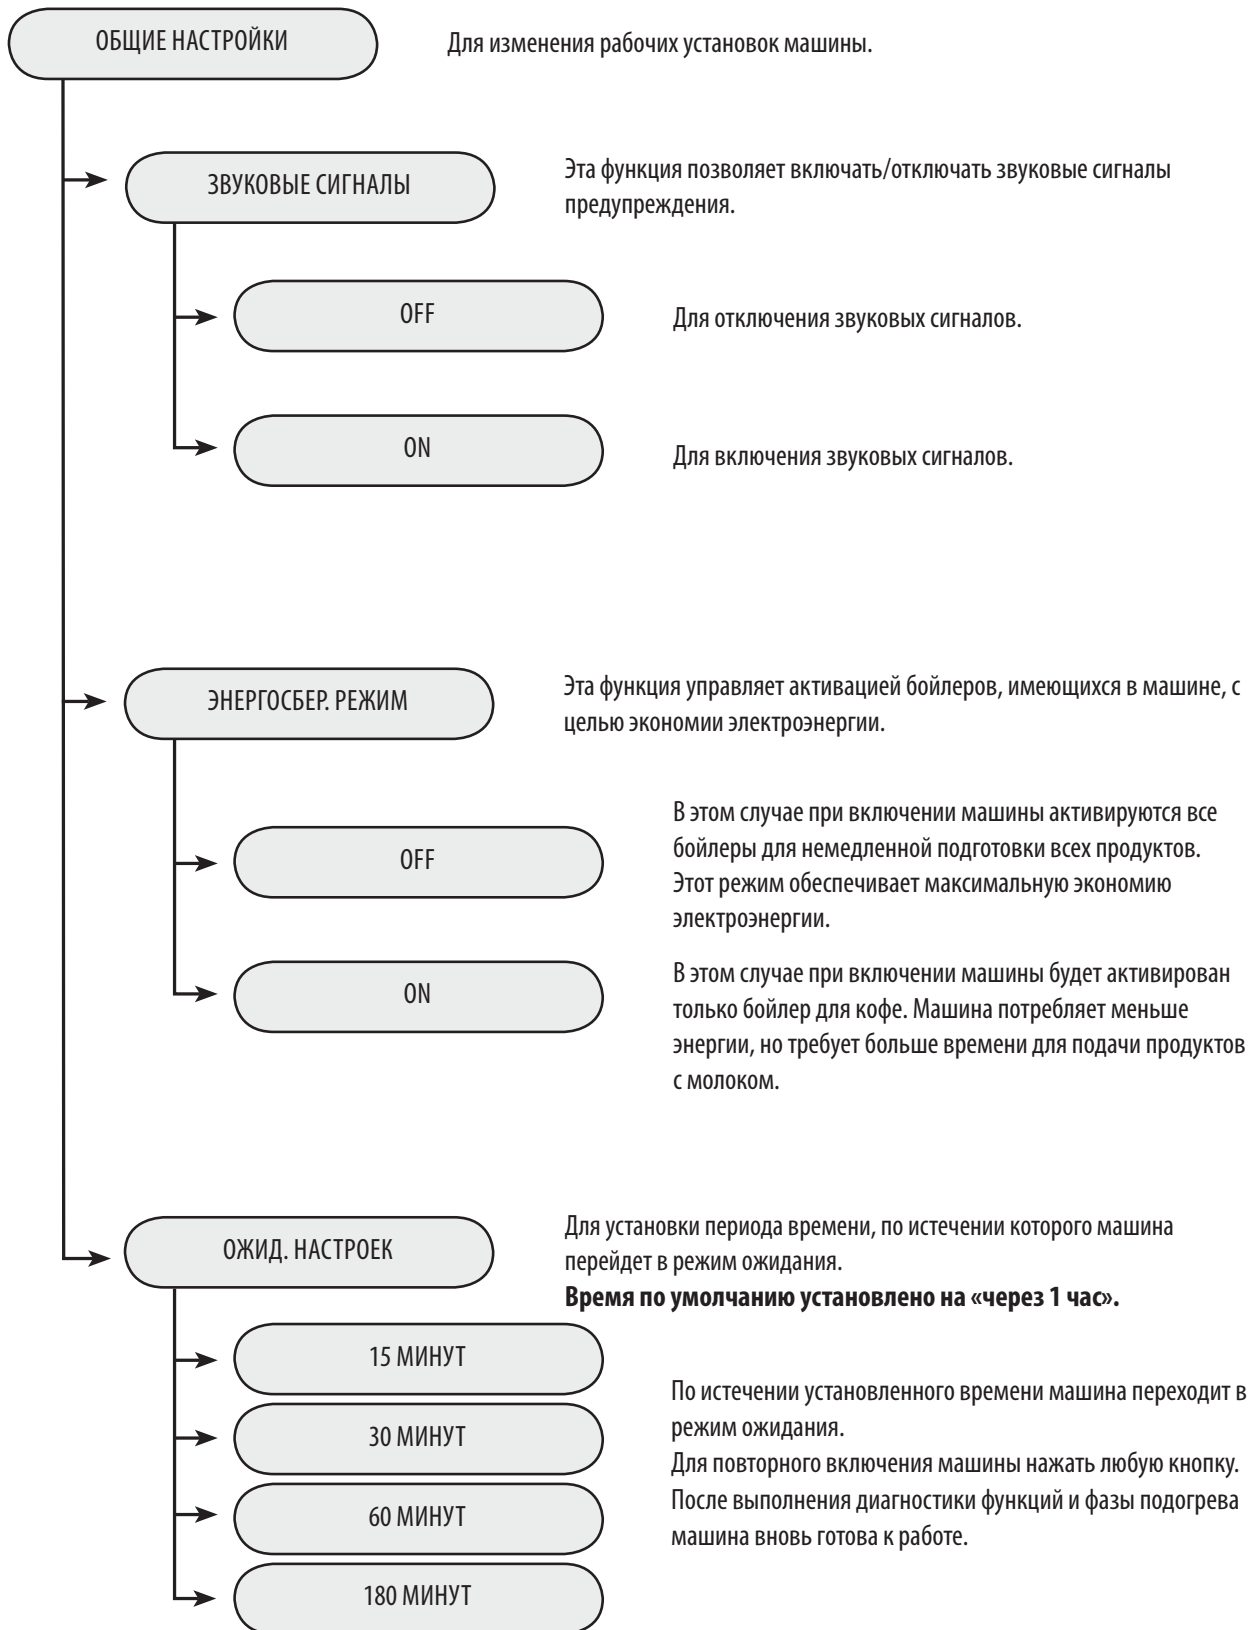 ОБЩИЕ НАСТРОЙКИ
Для изменения рабочих установок машины.
ЗВУКОВЫЕ СИГНАЛЫ
Эта функция позволяет включать/отключать звуковые сигналы
предупреждения.
OFF
Для отключения звуковых сигналов.
ON
Для включения звуковых сигналов.
ЭНЕРГОСБЕР. РЕЖИМ
Эта функция управляет активацией бойлеров, имеющихся в машине, с
целью экономии электроэнергии.
OFF
В этом случае при включении машины активируются все
бойлеры для немедленной подготовки всех продуктов.
Этот режим обеспечивает максимальную экономию
электроэнергии.
ON
В этом случае при включении машины будет активирован
только бойлер для кофе. Машина потребляет меньше
энергии, но требует больше времени для подачи продуктов
с молоком.
ОЖИД. НАСТРОЕК
Для установки периода времени, по истечении которого машина
перейдет в режим ожидания.
Время по умолчанию установлено на «через 1 час».
15 МИНУТ
30 МИНУТ
60 МИНУТ
180 МИНУТ
По истечении установленного времени машина переходит в
режим ожидания.
Для повторного включения машины нажать любую кнопку.
После выполнения диагностики функций и фазы подогрева
машина вновь готова к работе.